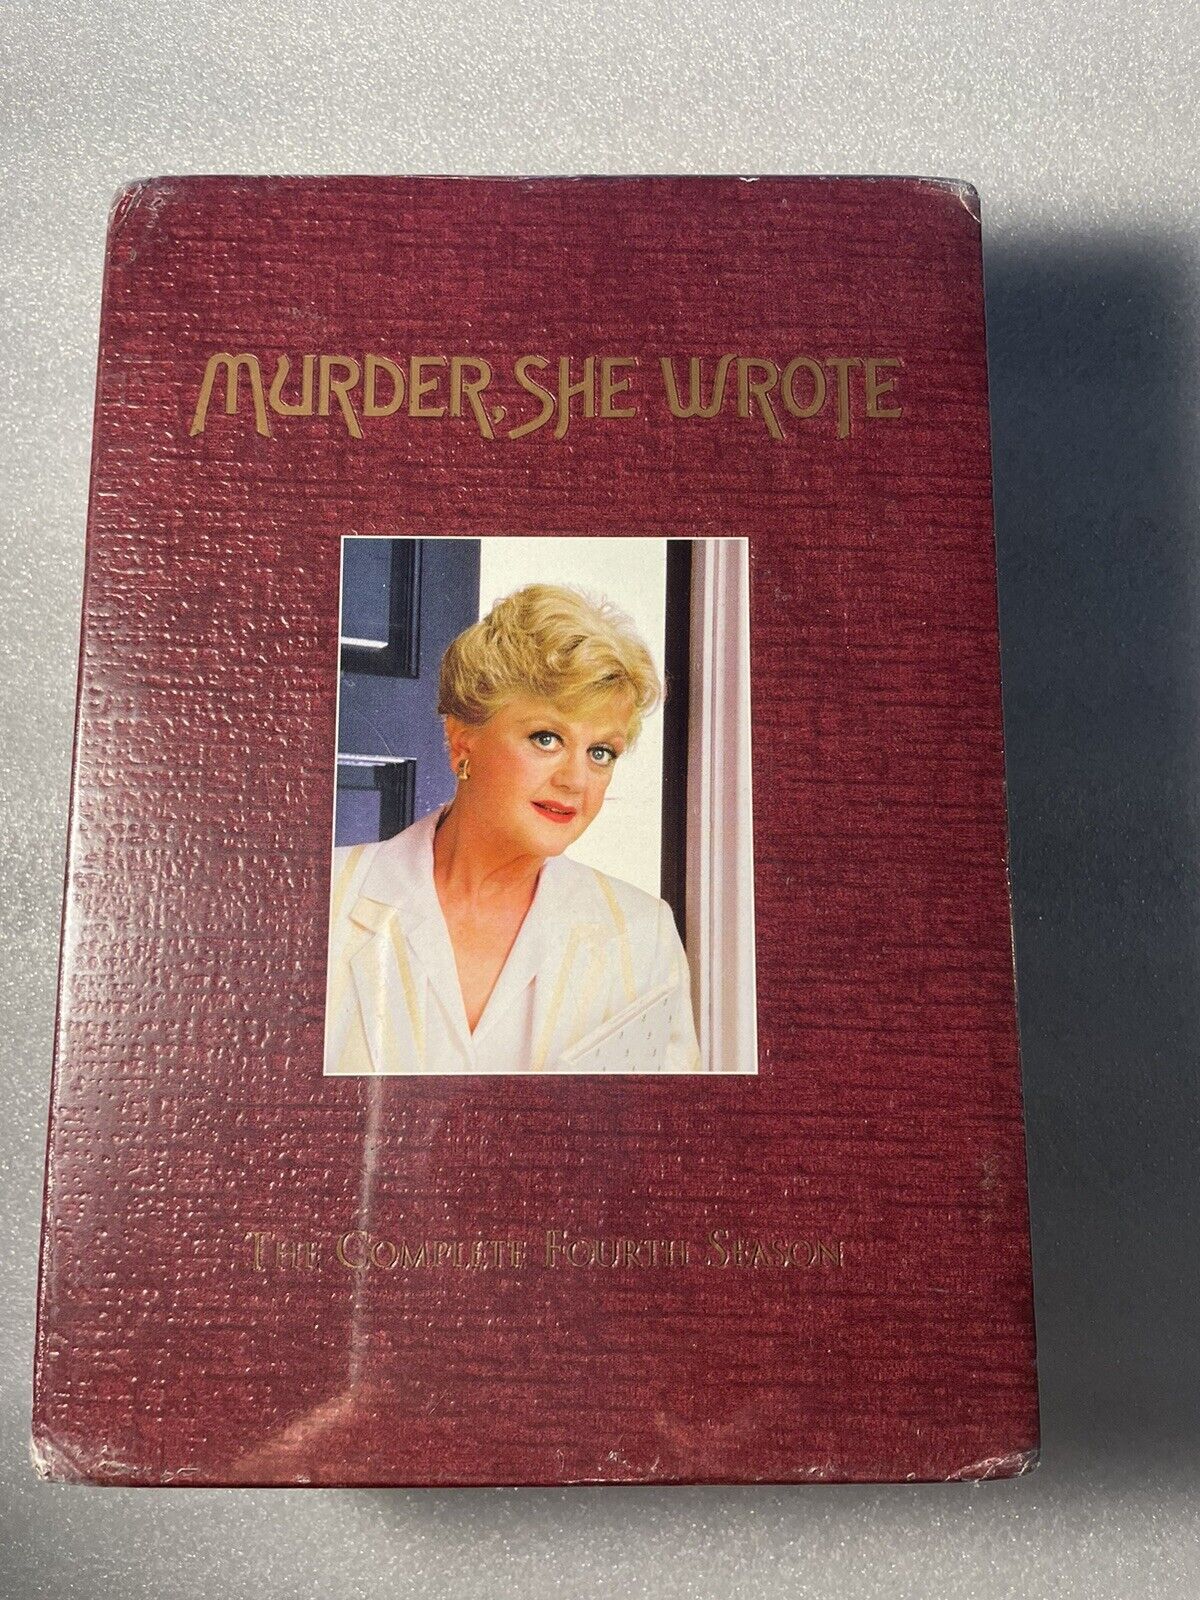 MURDER, SHE WROTE
THE COMPLETE FOURTH SEASON